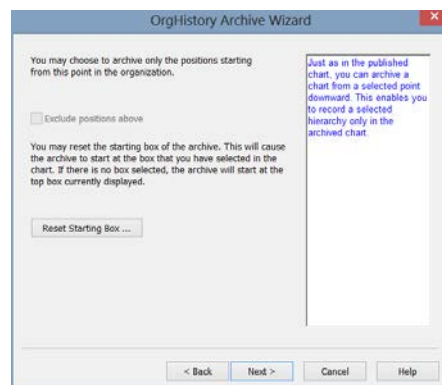 OrgHistory Archive Wizard
You may choose to archive only the positions starting
from this point in the organization.
Exclude positions above
You may reset the starting box of the archive. This will cause
the archive to start at the box that you have selected in the
chart. If there is no box selected, the archive will start at the
top box currently displayed.
Reset Starting Box ...
Just as in the published
chart, you can archive a
chart from a selected point
downward. This enables you
to record a selected
hierarchy only in the
archived chart.
< Back
Next >
Cancel
Help